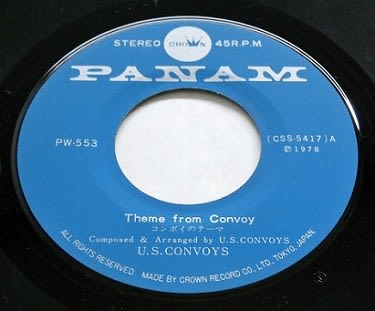 STEREO CROWN 45R.P.M
PANAM
PW-553
(CSS-5417)A
Ⓟ1978
Theme from Convoy
コンボイのテーマ
Composed & Arranged by U.S.CONVOYS
U.S.CONVOYS
ALL RIGHTS RESERVED. MADE BY CROWN RECORD CO., LTD, TOKYO, JAPAN.